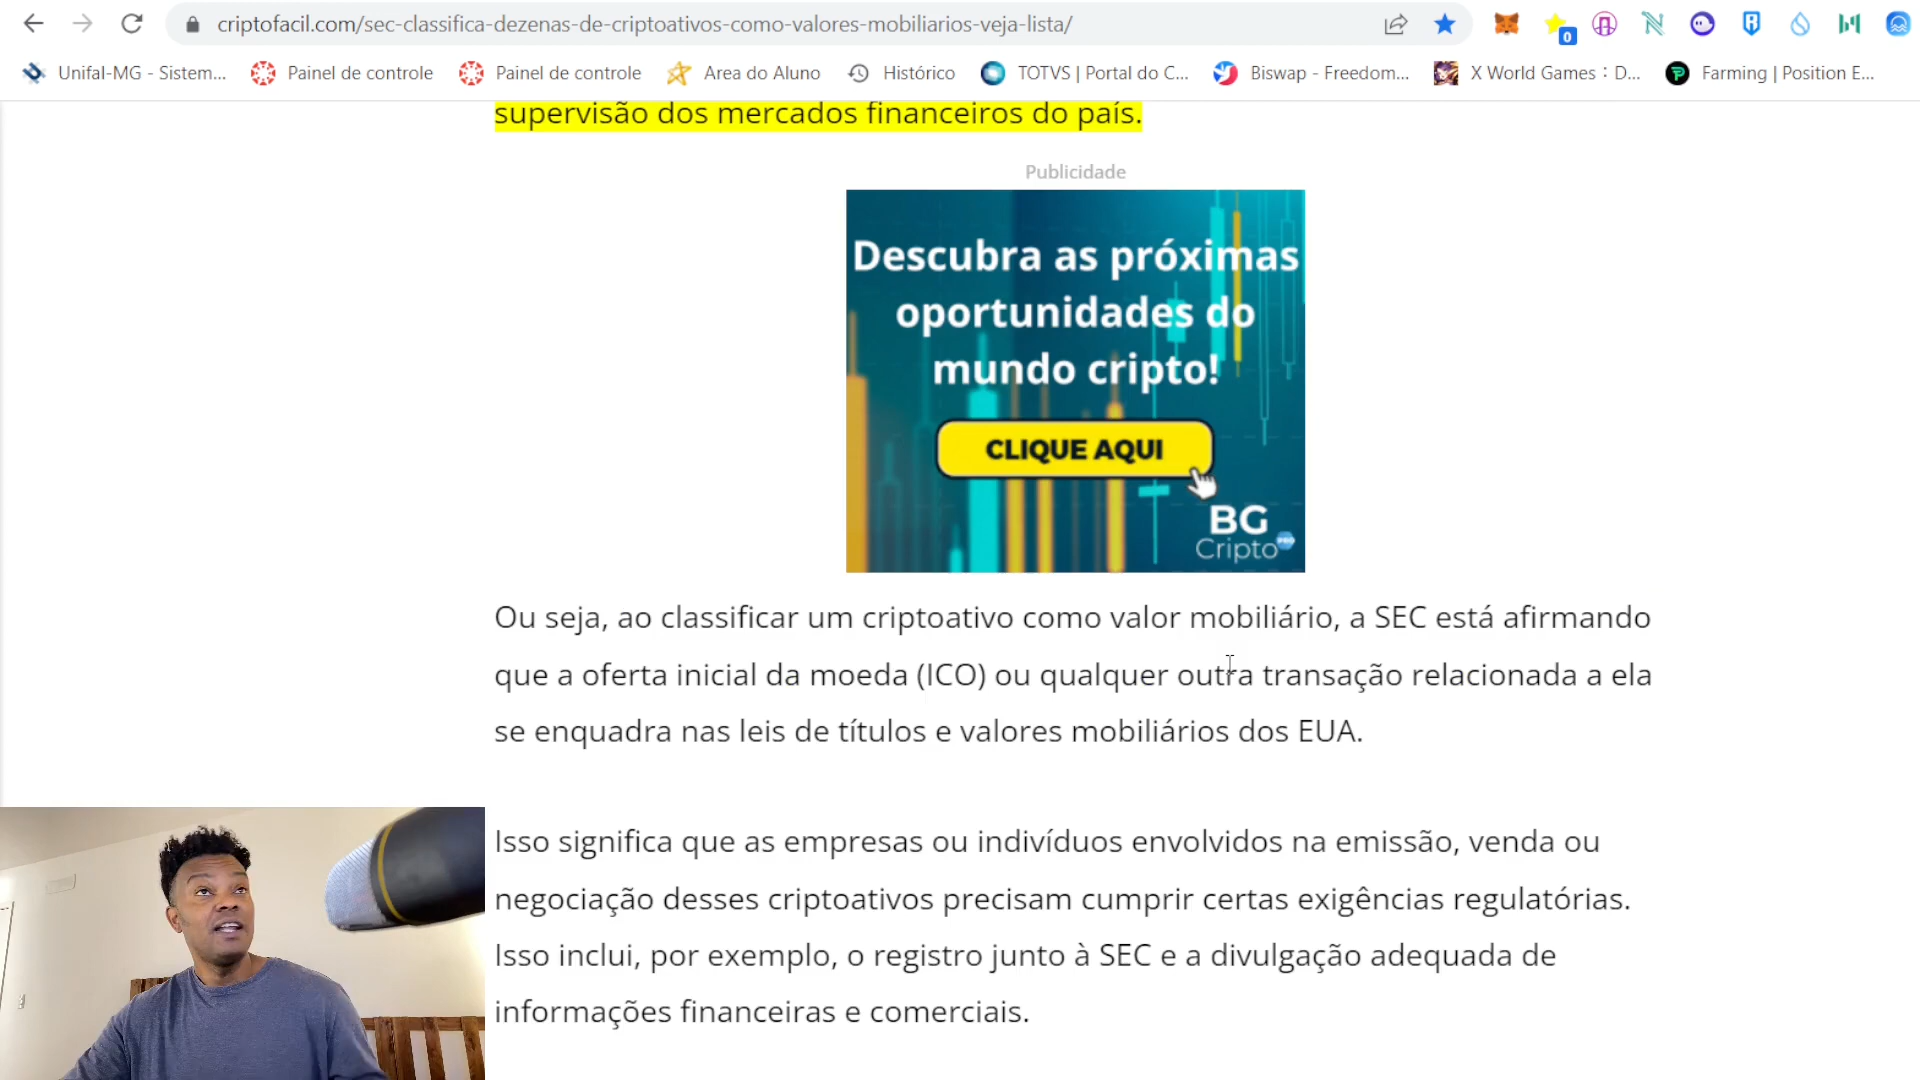 criptofacil.com/sec-classifica-dezenas-de-criptoativos-como-valores-mobiliarios-veja-lista/
0
Unifal-MG - Sistem...
Painel de controle
Painel de controle
Area do Aluno
Histórico
TOTVS | Portal do C...
Biswap - Freedom...
X World Games : D...
Farming | Position E...
supervisão dos mercados financeiros do país.
Publicidade
Descubra as próximas
oportunidades do
mundo cripto!
CLIQUE AQUI
BG
Cripto
PRO
Ou seja, ao classificar um criptoativo como valor mobiliário, a SEC está afirmando
que a oferta inicial da moeda (ICO) ou qualquer outra transação relacionada a ela
se enquadra nas leis de títulos e valores mobiliários dos EUA.
Isso significa que as empresas ou indivíduos envolvidos na emissão, venda ou
negociação desses criptoativos precisam cumprir certas exigências regulatórias.
Isso inclui, por exemplo, o registro junto à SEC e a divulgação adequada de
informações financeiras e comerciais.